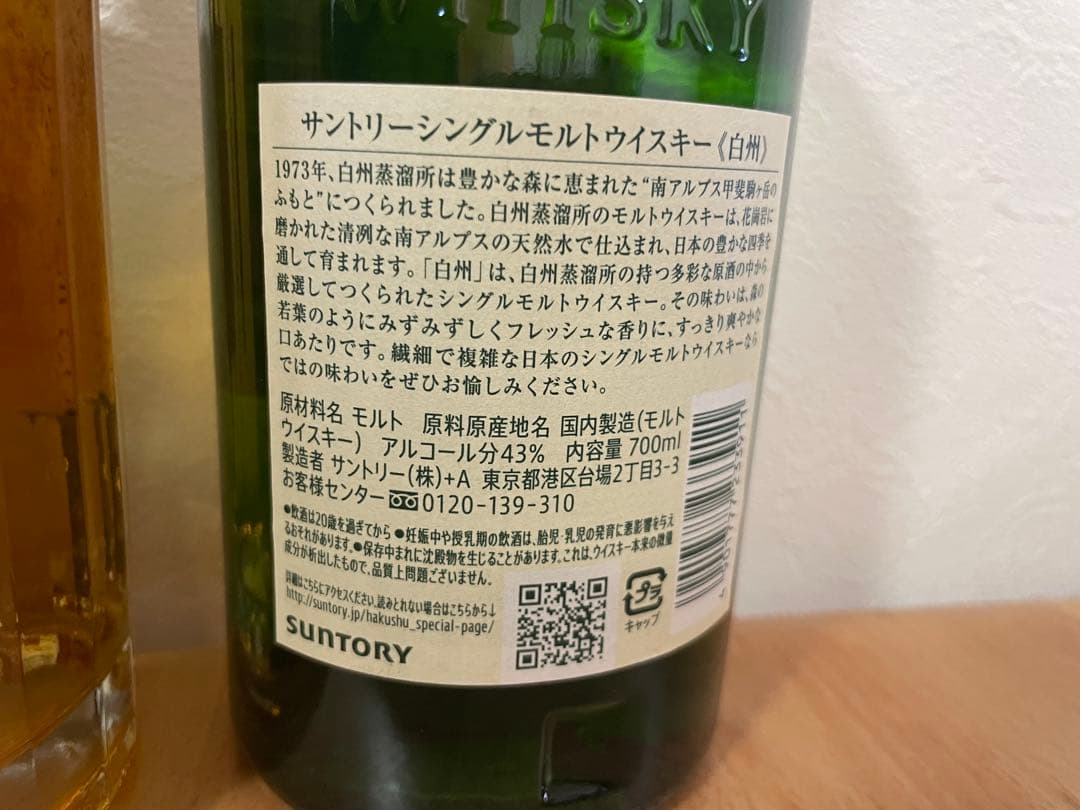 WHISKY
サントリーシングルモルトウイスキー《白州》
1973年、白州蒸溜所は豊かな森に恵まれた“南アルプス甲斐駒ヶ岳の
ふもと”につくられました。白州蒸溜所のモルトウイスキーは、花崗岩に
磨かれた清冽な南アルプスの天然水で仕込まれ、日本の豊かな四季を
通して育まれます。「白州」は、白州蒸溜所の持つ多彩な原酒の中から
厳選してつくられたシングルモルトウイスキー。その味わいは、森の
若葉のようにみずみずしくフレッシュな香りに、すっきり爽やかな
口あたりです。繊細で複雑な日本のシングルモルトウイスキーなら
ではの味わいをぜひお愉しみください。
原材料名 モルト 原料原産地名 国内製造(モルト
ウイスキー) アルコール分43% 内容量 700ml
製造者 サントリー(株)+A 東京都港区台場2丁目3-3
お客様センター 0120-139-310
●飲酒は20歳を過ぎてから ●妊娠中や授乳期の飲酒は、胎児・乳児の発育に悪影響を与え
るおそれがあります。●保存中まれに沈殿物を生じることがあります。これは、ウイスキー本来の微量
成分が析出したもので、品質上問題ございません。
詳細はこちらにアクセスください。読みとれない場合はこちらから↓
http://suntory.jp/hakushu_special-page/
SUNTORY
プラ
キャップ